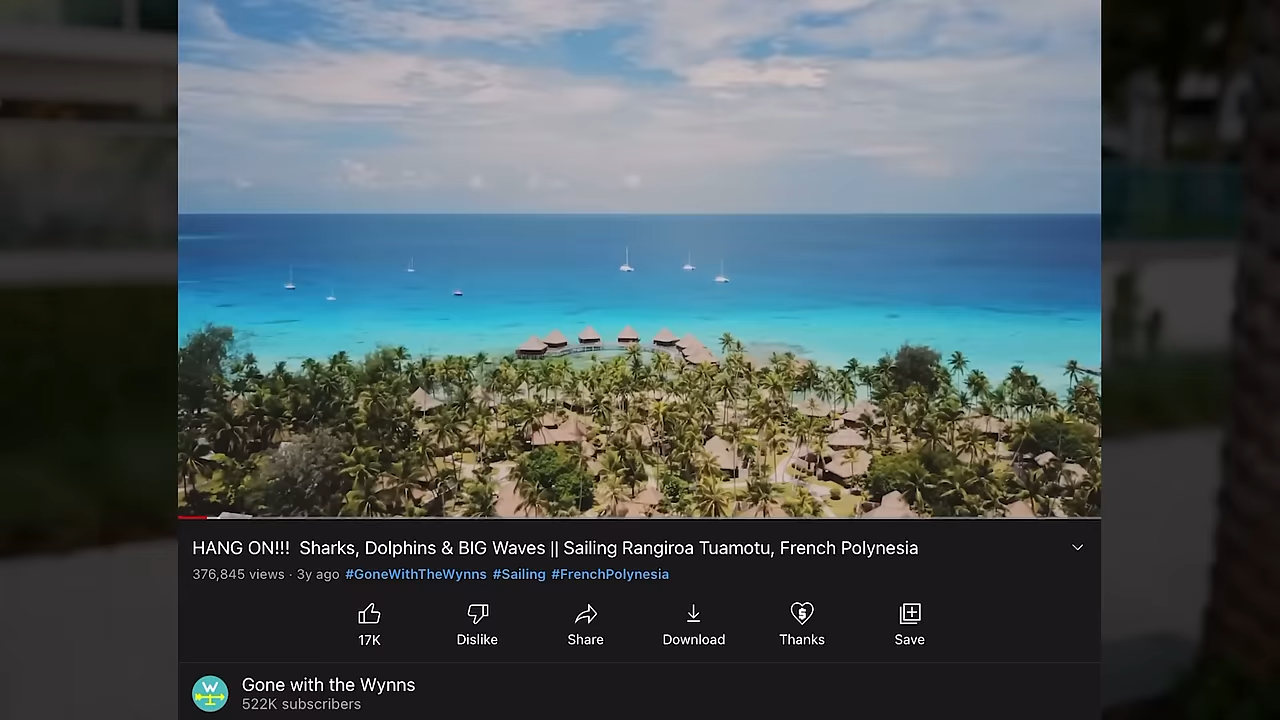 HANG ON!!! Sharks, Dolphins & BIG Waves || Sailing Rangiroa Tuamotu, French Polynesia
376,845 views · 3y ago #GoneWithTheWynns #Sailing #FrenchPolynesia
17K Dislike Share Download Thanks Save
W
Gone with the Wynns
522K subscribers